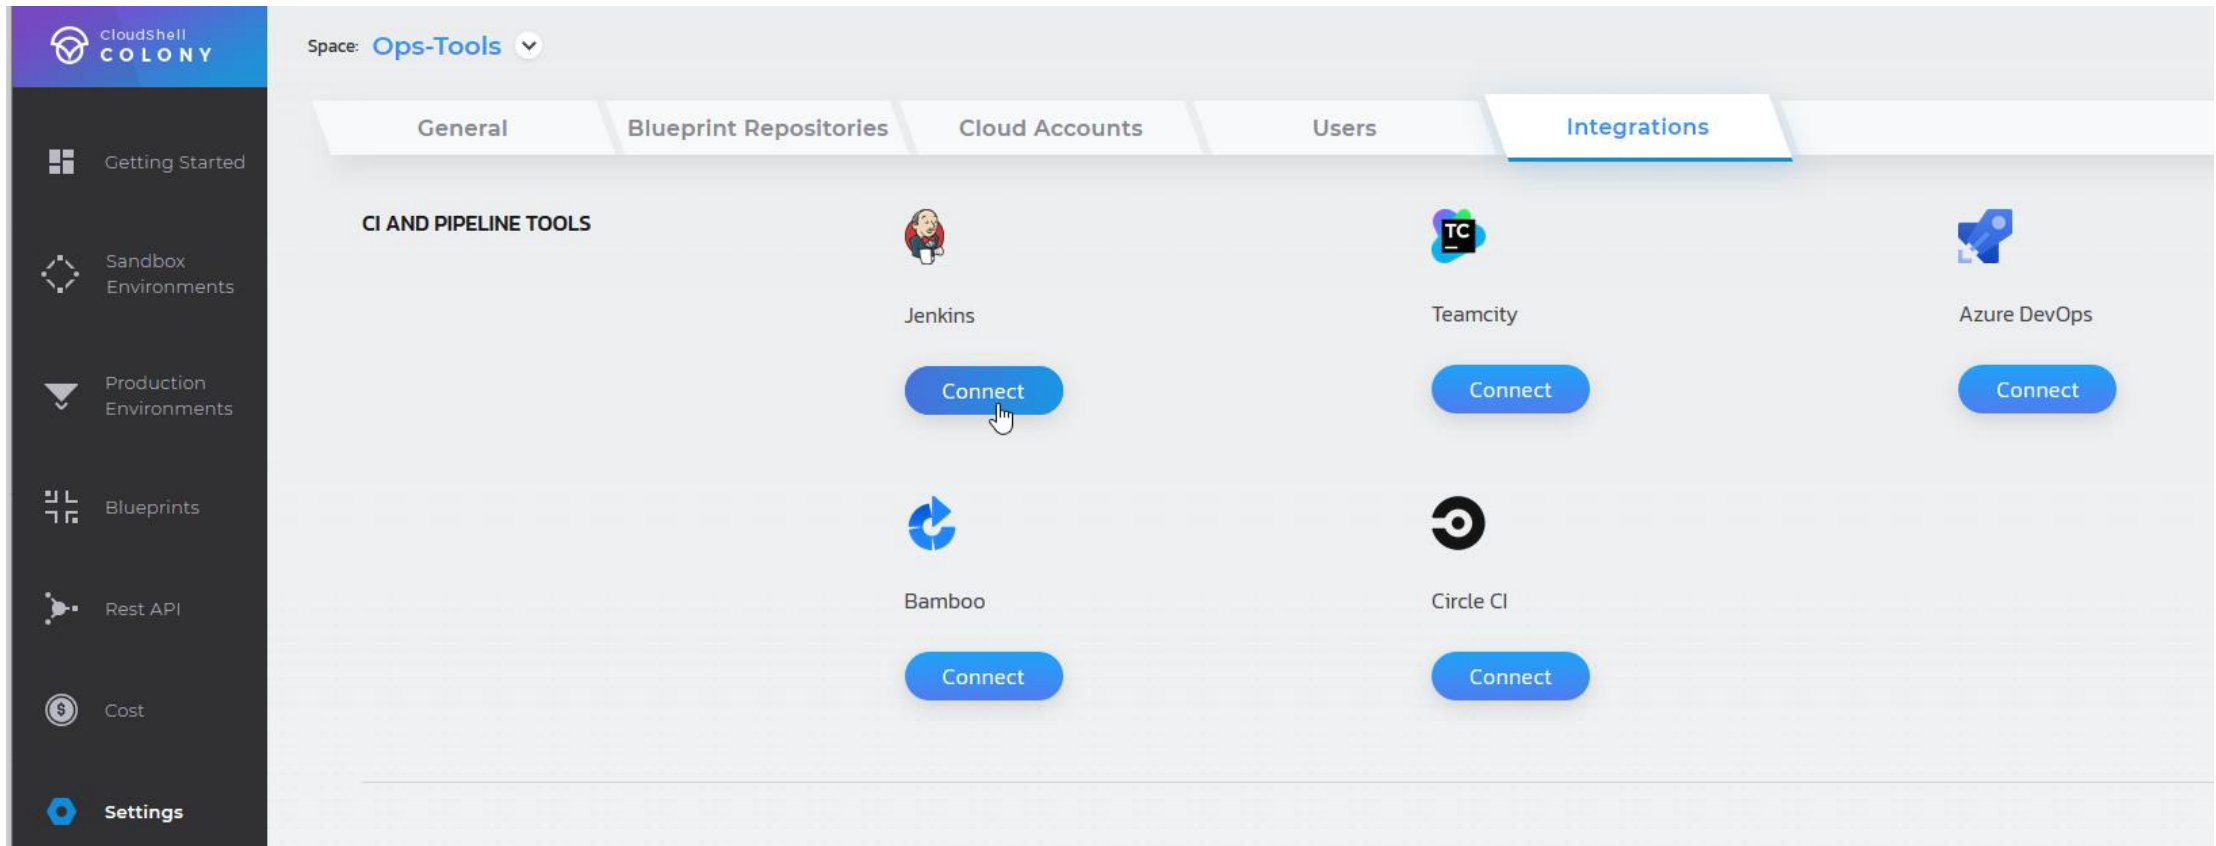 CloudShell
COLONY
Space: Ops-Tools
General Blueprint Repositories Cloud Accounts Users Integrations
Getting Started
Sandbox
Environments
Production
Environments
Blueprints
Rest API
Cost
Settings
CI AND PIPELINE TOOLS
TC
Jenkins Teamcity Azure DevOps
Connect Connect Connect
Bamboo Circle CI
Connect Connect